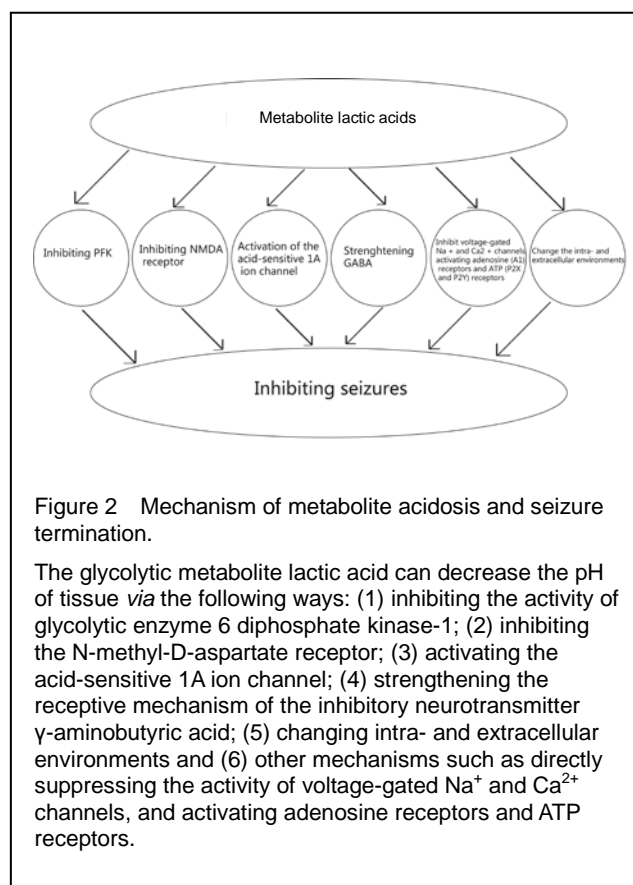 Metabolite lactic acids
Inhibiting PFK
Inhibiting NMDA
receptor
Activation of the
acid-sensitive 1A
ion channel
Strenghtening
GABA
Inhibit voltage-gated
Na + and Ca2 + channels
activating adenosine (A1)
receptors and ATP (P2X
and P2Y) receptors
Change the intra- and
extracellular environments
Inhibiting seizures
Figure 2 Mechanism of metabolite acidosis and seizure
termination.
The glycolytic metabolite lactic acid can decrease the pH
of tissue via the following ways: (1) inhibiting the activity of
glycolytic enzyme 6 diphosphate kinase-1; (2) inhibiting
the N-methyl-D-aspartate receptor; (3) activating the
acid-sensitive 1A ion channel; (4) strengthening the
receptive mechanism of the inhibitory neurotransmitter
γ-aminobutyric acid; (5) changing intra- and extracellular
environments and (6) other mechanisms such as directly
suppressing the activity of voltage-gated Na⁺ and Ca²⁺
channels, and activating adenosine receptors and ATP
receptors.